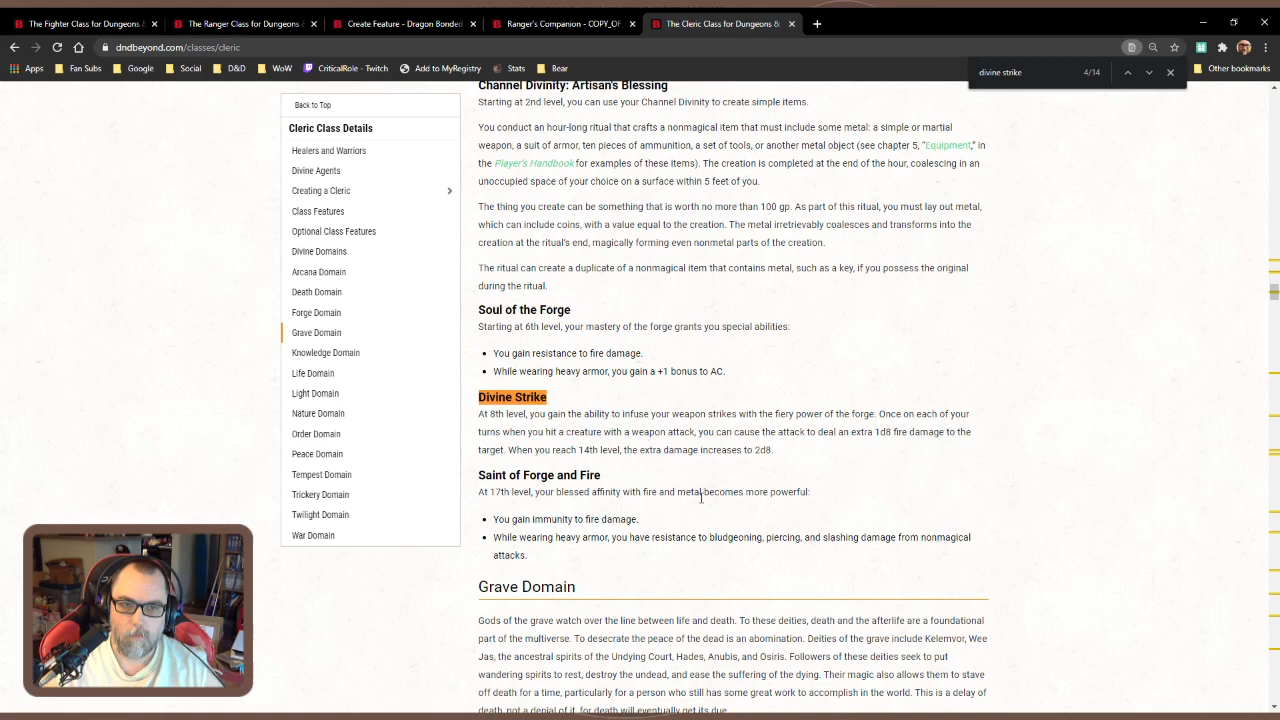 The Fighter Class for Dungeons &
The Ranger Class for Dungeons &
Create Feature - Dragon Bonded
Ranger's Companion - COPY_OF
The Cleric Class for Dungeons &
dndbeyond.com/classes/cleric
Apps
Fan Subs
Google
Social
D&D
WoW
CriticalRole - Twitch
Add to MyRegistry
Stats
Bear
Other bookmarks
divine strike
4/14
Back to Top
Cleric Class Details
Healers and Warriors
Divine Agents
Creating a Cleric
Class Features
Optional Class Features
Divine Domains
Arcana Domain
Death Domain
Forge Domain
Grave Domain
Knowledge Domain
Life Domain
Light Domain
Nature Domain
Order Domain
Peace Domain
Tempest Domain
Trickery Domain
Twilight Domain
War Domain
Channel Divinity: Artisan's Blessing
Starting at 2nd level, you can use your Channel Divinity to create simple items.
You conduct an hour-long ritual that crafts a nonmagical item that must include some metal: a simple or martial
weapon, a suit of armor, ten pieces of ammunition, a set of tools, or another metal object (see chapter 5, “Equipment,” in
the Player's Handbook for examples of these items). The creation is completed at the end of the hour, coalescing in an
unoccupied space of your choice on a surface within 5 feet of you.
The thing you create can be something that is worth no more than 100 gp. As part of this ritual, you must lay out metal,
which can include coins, with a value equal to the creation. The metal irretrievably coalesces and transforms into the
creation at the ritual's end, magically forming even nonmetal parts of the creation.
The ritual can create a duplicate of a nonmagical item that contains metal, such as a key, if you possess the original
during the ritual.
Soul of the Forge
Starting at 6th level, your mastery of the forge grants you special abilities:
• You gain resistance to fire damage.
• While wearing heavy armor, you gain a +1 bonus to AC.
Divine Strike
At 8th level, you gain the ability to infuse your weapon strikes with the fiery power of the forge. Once on each of your
turns when you hit a creature with a weapon attack, you can cause the attack to deal an extra 1d8 fire damage to the
target. When you reach 14th level, the extra damage increases to 2d8.
Saint of Forge and Fire
At 17th level, your blessed affinity with fire and metal becomes more powerful:
• You gain immunity to fire damage.
• While wearing heavy armor, you have resistance to bludgeoning, piercing, and slashing damage from nonmagical
attacks.
Grave Domain
Gods of the grave watch over the line between life and death. To these deities, death and the afterlife are a foundational
part of the multiverse. To desecrate the peace of the dead is an abomination. Deities of the grave include Kelemvor, Wee
Jas, the ancestral spirits of the Undying Court, Hades, Anubis, and Osiris. Followers of these deities seek to put
wandering spirits to rest, destroy the undead, and ease the suffering of the dying. Their magic also allows them to stave
off death for a time, particularly for a person who still has some great work to accomplish in the world. This is a delay of
death, not a denial of it, for death will eventually get its due.